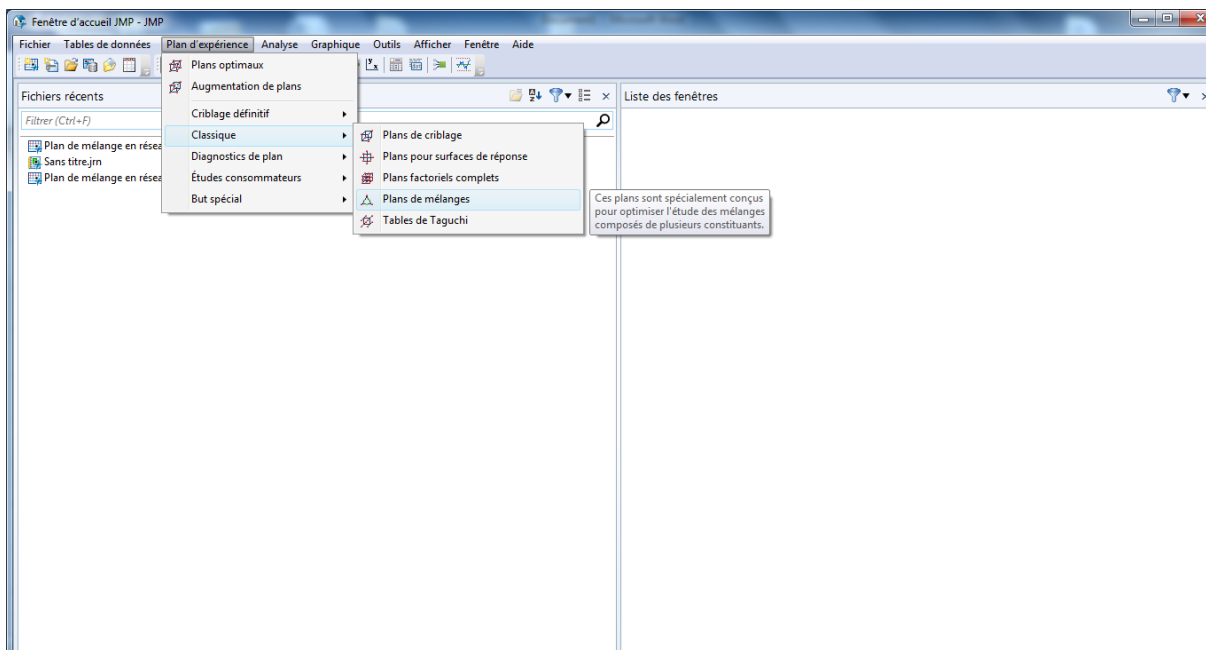 Fenêtre d'accueil JMP - JMP
Fichier Tables de données Plan d'expérience Analyse Graphique Outils Afficher Fenêtre Aide
Plans optimaux
Augmentation de plans
Criblage définitif
Classique
Diagnostics de plan
Études consommateurs
But spécial
Plans de criblage
Plans pour surfaces de réponse
Plans factoriels complets
Plans de mélanges
Tables de Taguchi
Ces plans sont spécialement conçus
pour optimiser l'étude des mélanges
composés de plusieurs constituants.
Fichiers récents
Filtrer (Ctrl+F)
Plan de mélange en résea
Sans titre.jrn
Plan de mélange en résea
Liste des fenêtres